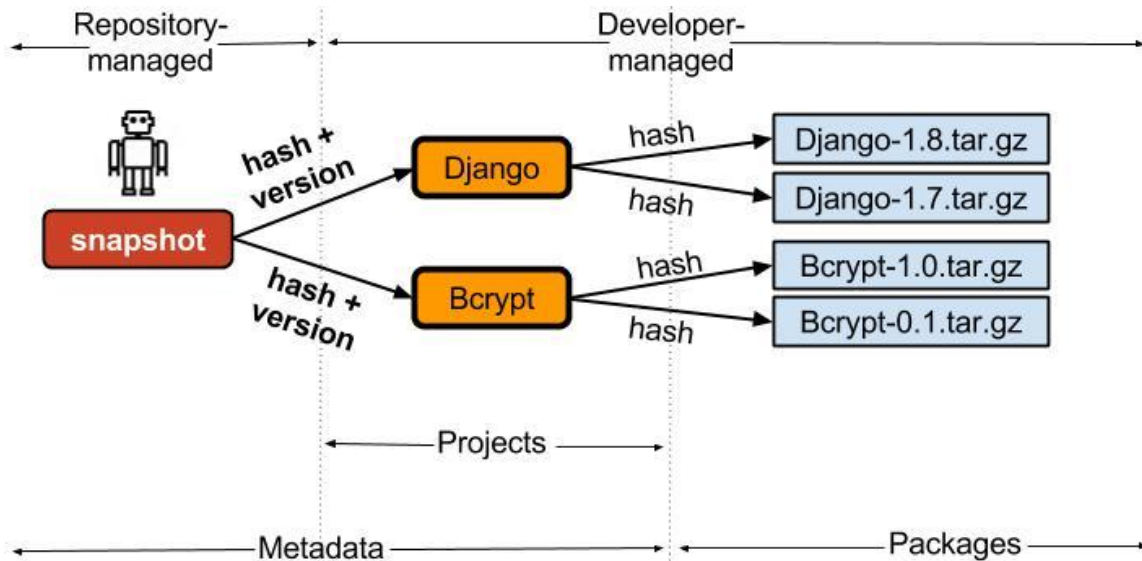 Repository-
managed
Developer-
managed
hash +
version
hash
Django-1.8.tar.gz
Django
hash
Django-1.7.tar.gz
snapshot
hash +
version
hash
Bcrypt-1.0.tar.gz
Bcrypt
hash
Bcrypt-0.1.tar.gz
Projects
Metadata
Packages